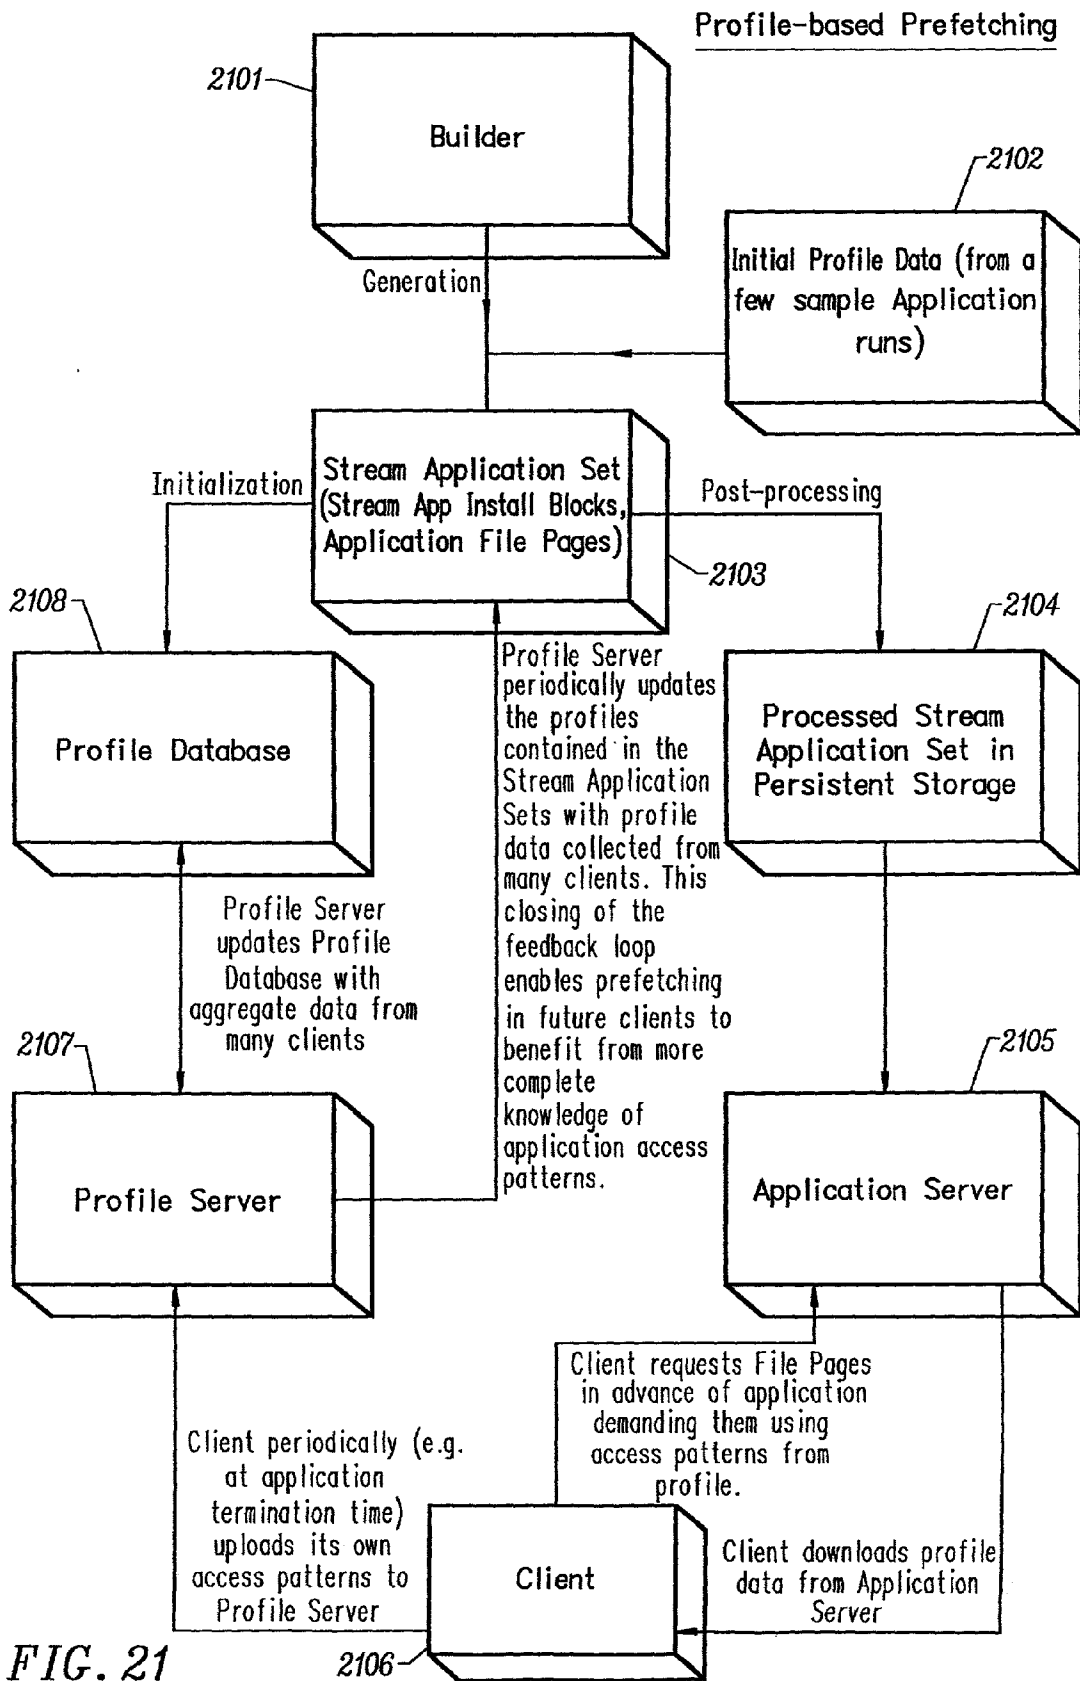 Profile-based Prefetching
2101
Builder
2102
Initial Profile Data (from a
few sample Application
runs)
Generation
Stream Application Set
(Stream App Install Blocks,
Application File Pages)
2103
Initialization
Post-processing
2108
Profile Database
2104
Processed Stream
Application Set in
Persistent Storage
Profile Server
periodically updates
the profiles
contained in the
Stream Application
Sets with profile
data collected from
many clients. This
closing of the
feedback loop
enables prefetching
in future clients to
benefit from more
complete
knowledge of
application access
patterns.
Profile Server
updates Profile
Database with
aggregate data from
many clients
2107
Profile Server
2105
Application Server
Client requests File Pages
in advance of application
demanding them using
access patterns from
profile.
Client periodically (e.g.
at application
termination time)
uploads its own
access patterns to
Profile Server
Client
2106
Client downloads profile
data from Application
Server
FIG. 21